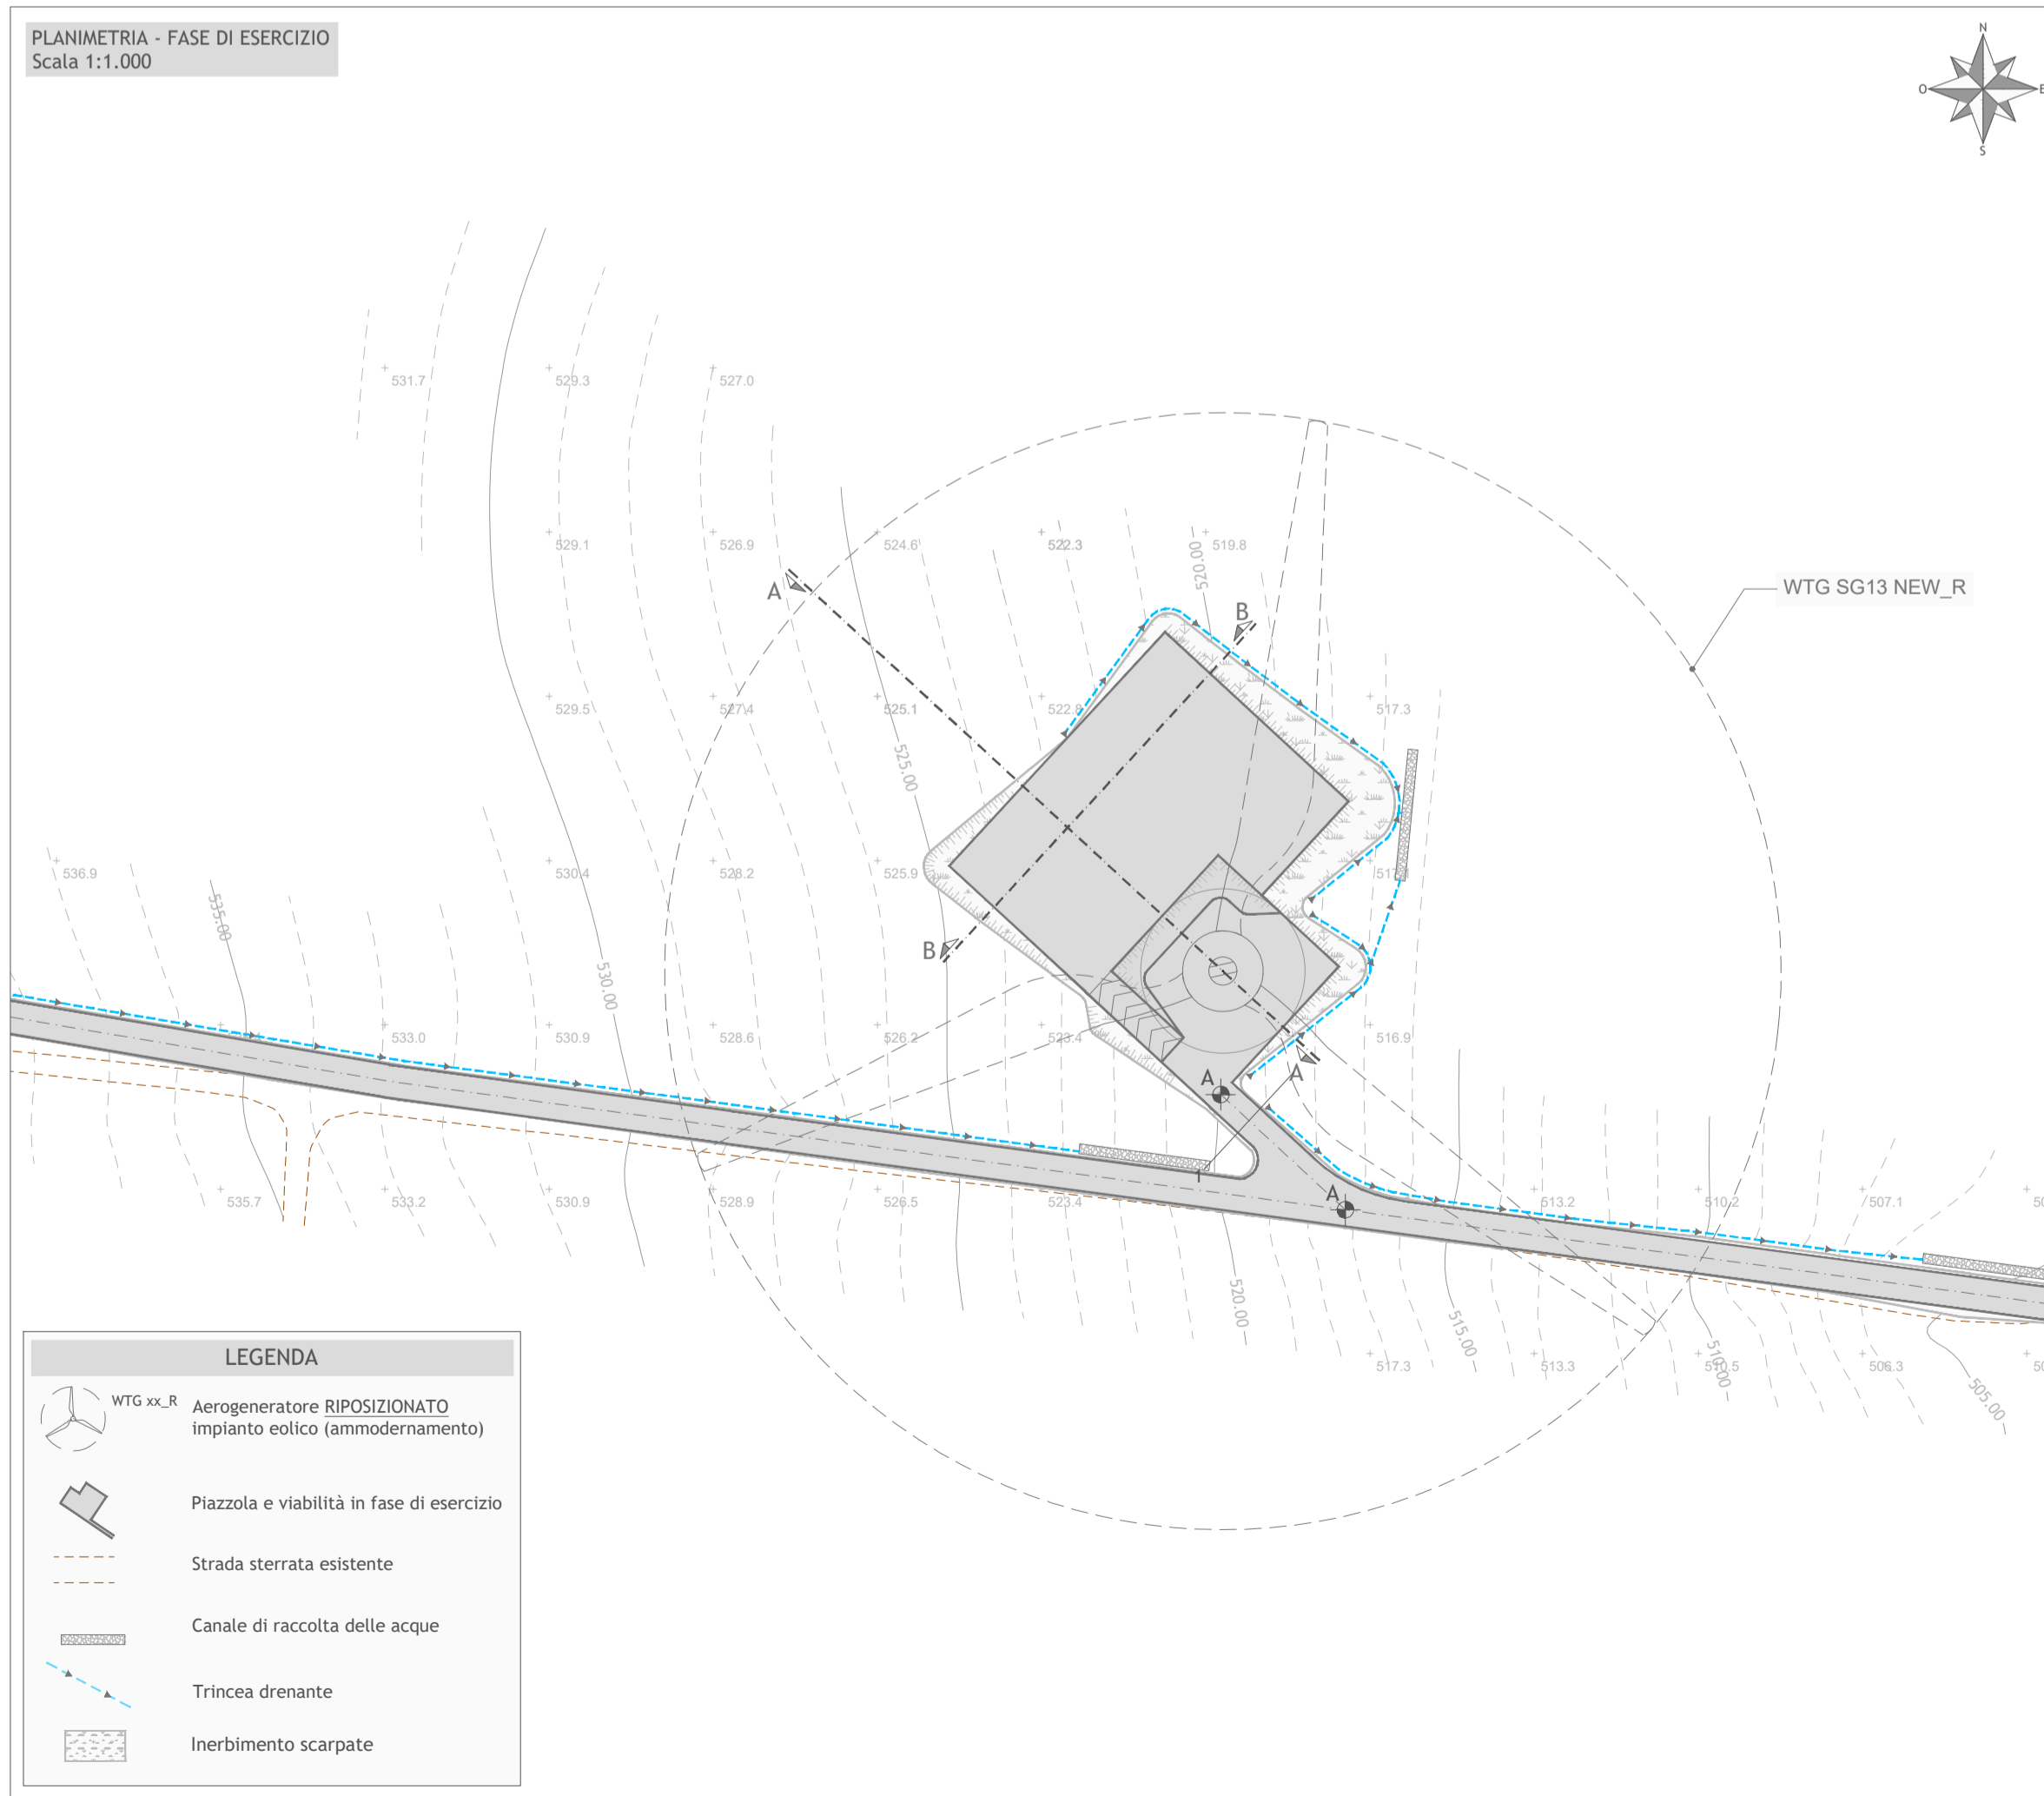 PLANIMETRIA - FASE DI ESERCIZIO
Scala 1:1.000
N
O
E
S
531.7
529.3
527.0
529.1
526.9
524.6
522.3
520.00
519.8
WTG SG13 NEW_R
A
B
529.5
527.4
525.1
522.8
517.3
525.00
536.9
530.4
528.2
525.9
535.00
B
530.00
533.0
530.9
528.6
526.2
523.4
516.9
A
A
1
A
535.7
533.2
530.9
528.9
526.5
523.4
513.2
510.2
507.1
520.00
515.00
517.3
513.3
510.5
510.00
506.3
505.00
LEGENDA
WTG xx_R
Aerogeneratore RIPOSIZIONATO
impianto eolico (ammodernamento)
Piazzola e viabilità in fase di esercizio
Strada sterrata esistente
Canale di raccolta delle acque
Trincea drenante
Inerbimento scarpate